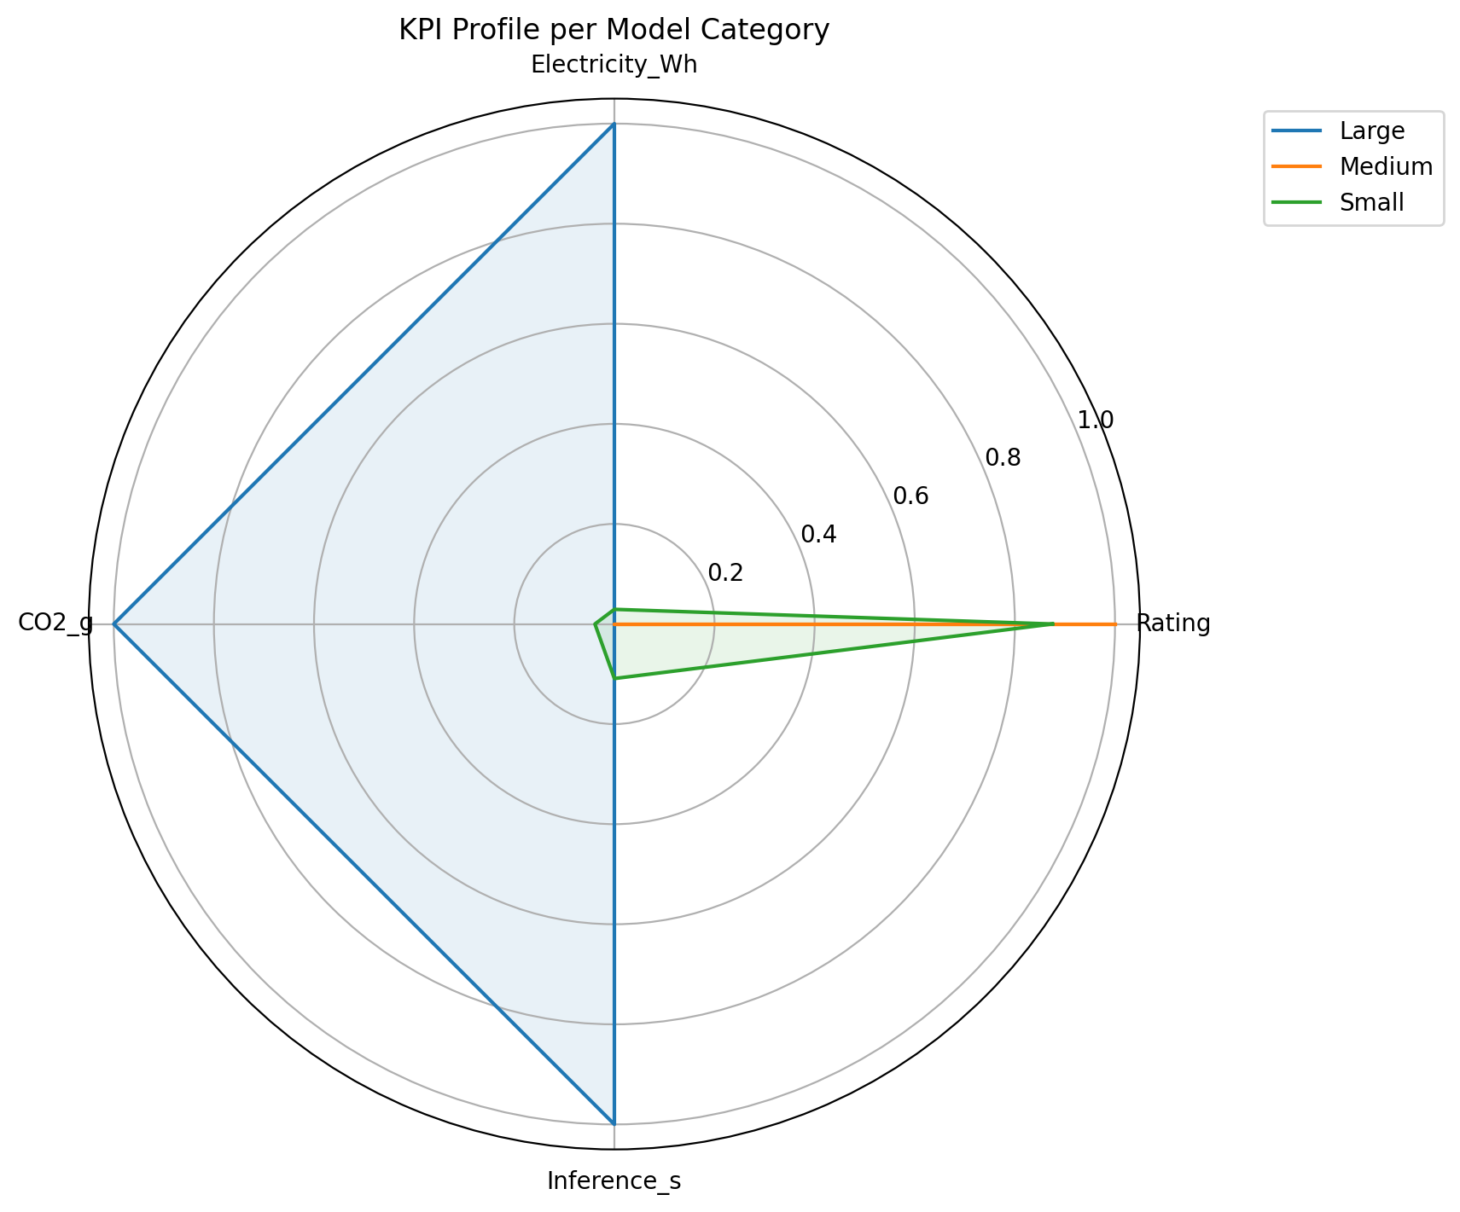 KPI Profile per Model Category
Electricity_Wh
Large
Medium
Small
1.0
0.8
0.6
0.4
0.2
CO2_g
Rating
Inference_s